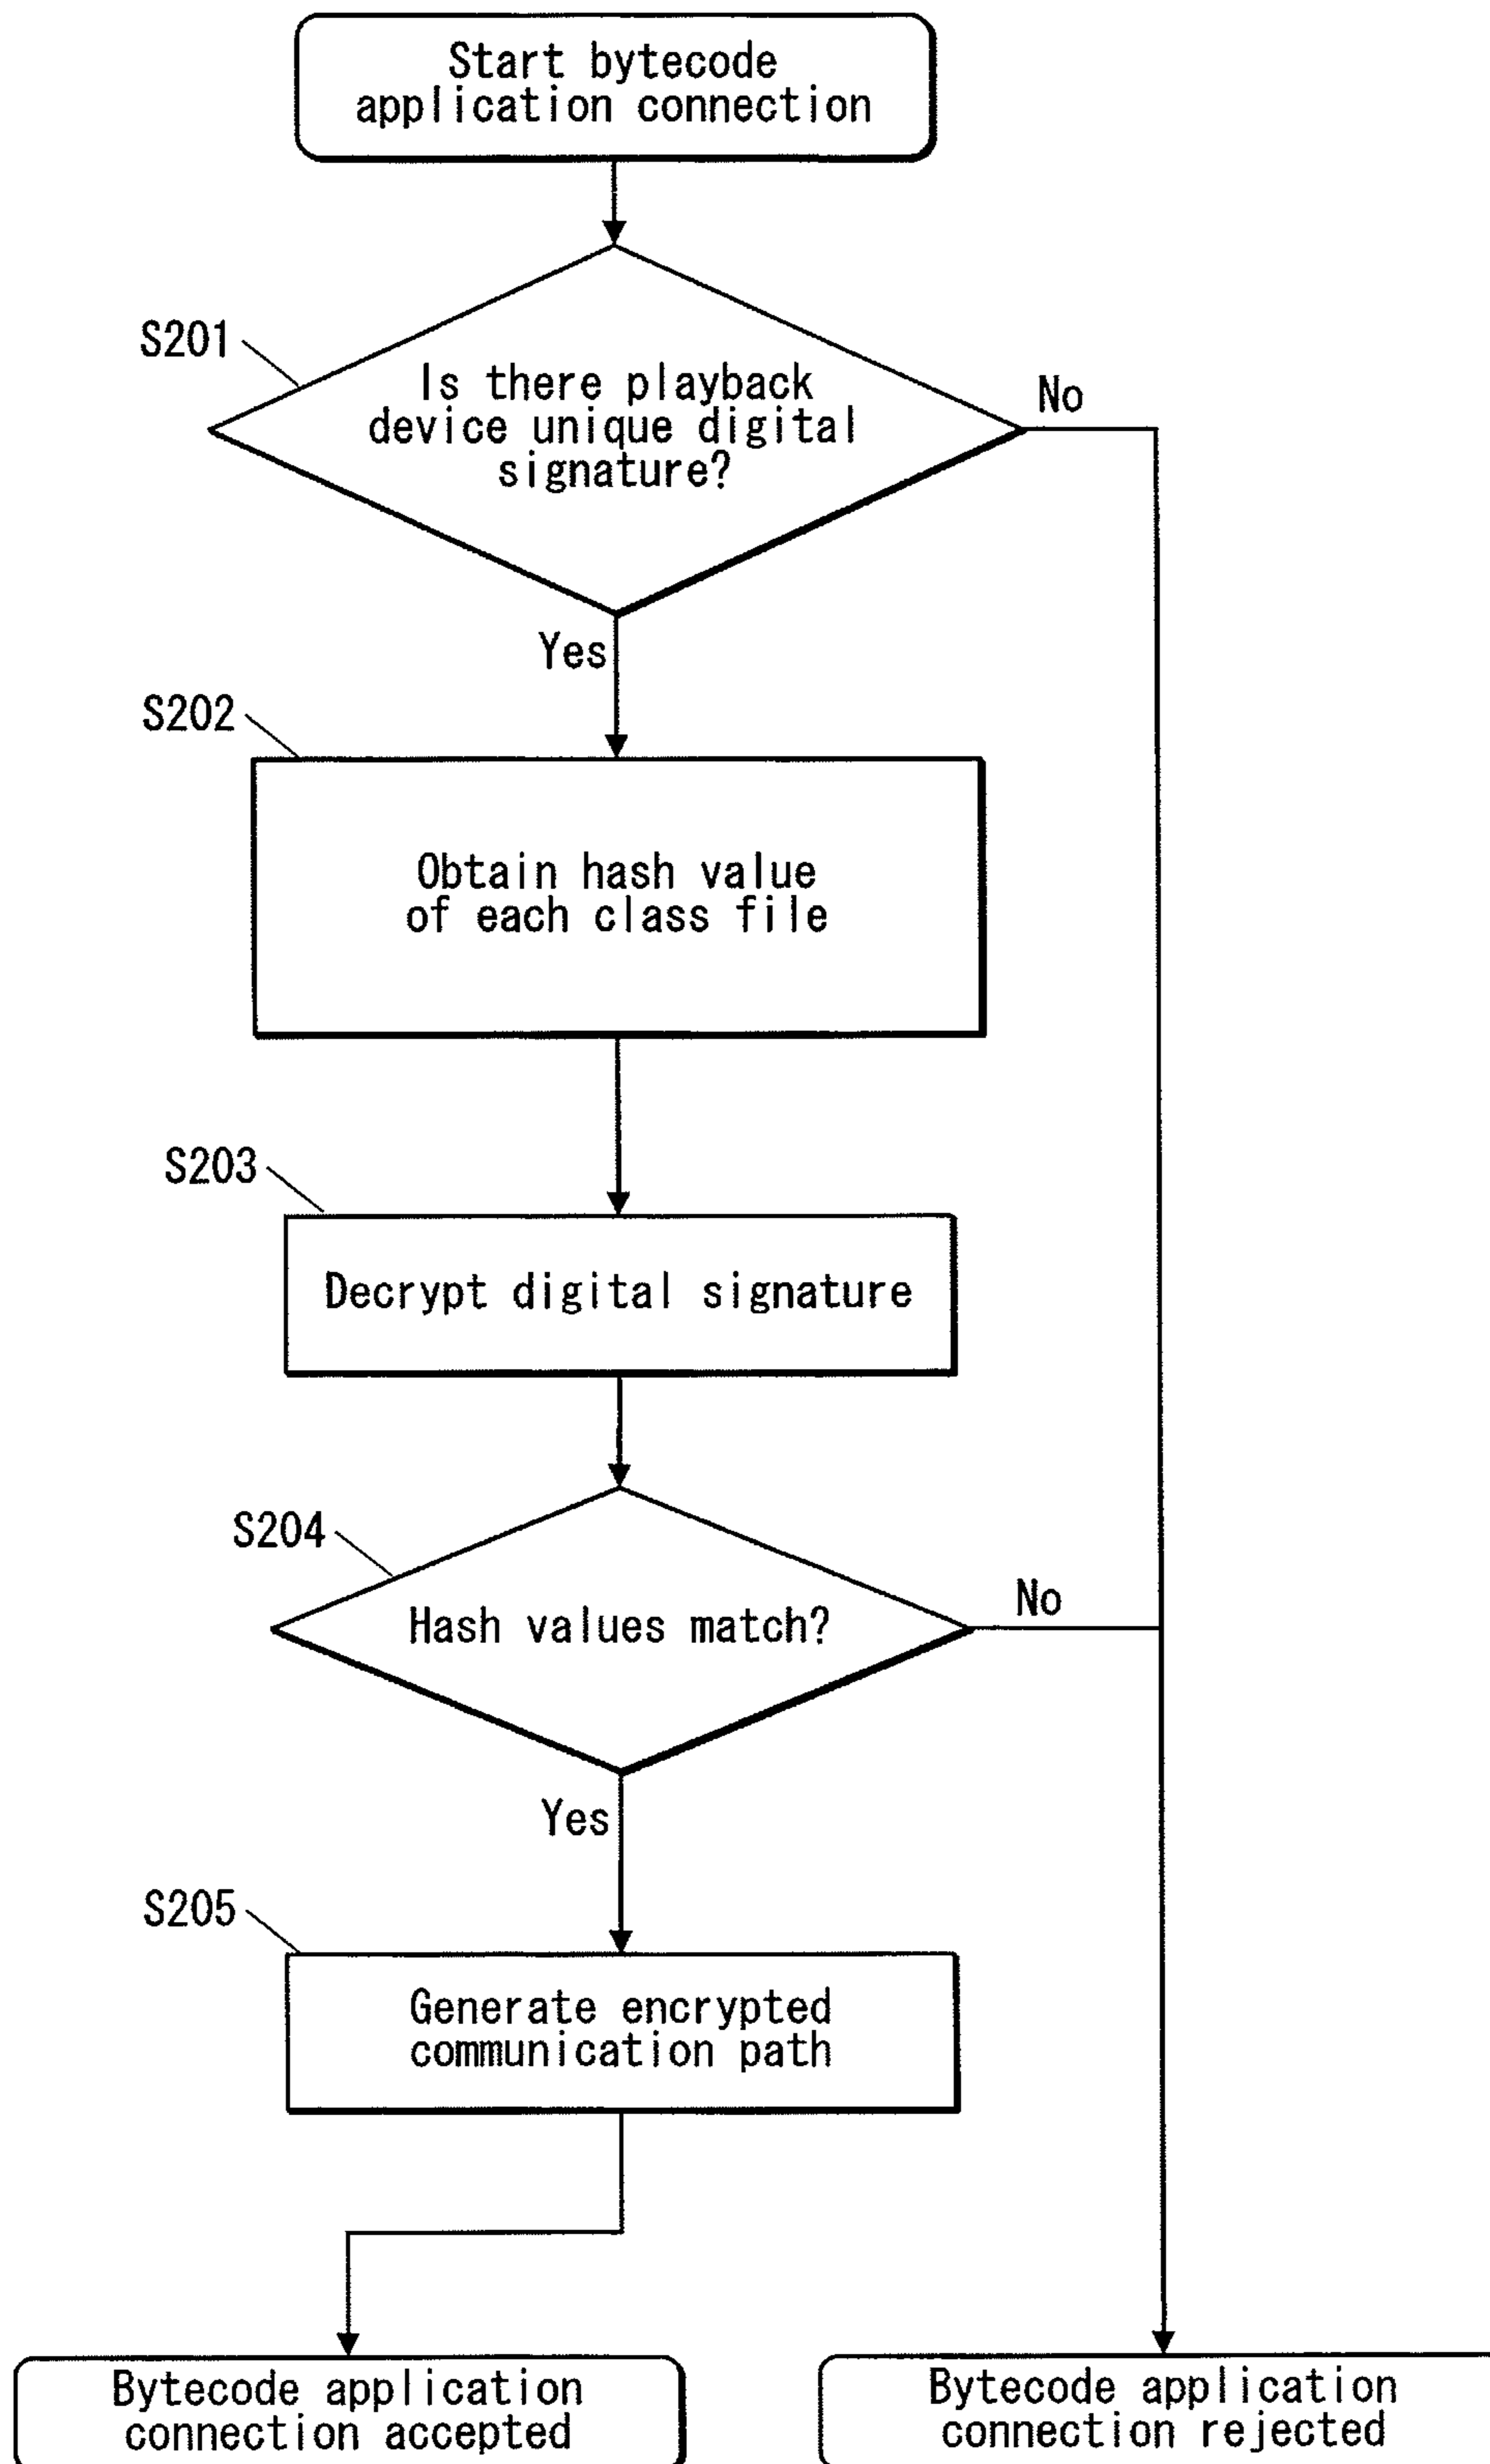 Start bytecode
application connection
S201
Is there playback
device unique digital
signature?
No
Yes
S202
Obtain hash value
of each class file
S203
Decrypt digital signature
S204
Hash values match?
No
Yes
S205
Generate encrypted
communication path
Bytecode application
connection accepted
Bytecode application
connection rejected